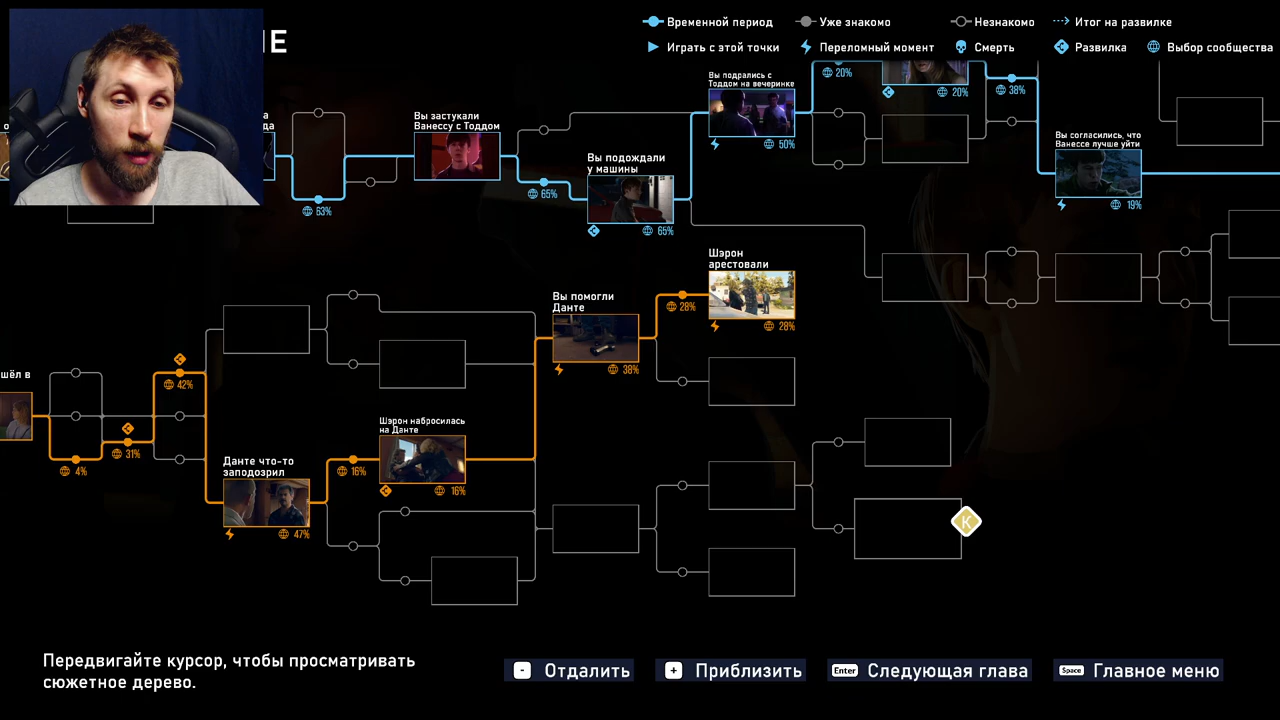 Временной период
Уже знакомо
Незнакомо
Итог на развилке
Играть с этой точки
Переломный момент
Смерть
Развилка
Выбор сообщества
Вы застукали
Ванессу с Тоддом
53%
65%
Вы подождали
у машины
65%
Вы подрались с
Тоддом на вечеринке
50%
20%
20%
38%
Вы согласились, что
Ванессе лучше уйти
19%
шёл в
4%
31%
42%
Данте что-то
заподозрил
47%
16%
Шэрон набросилась
на Данте
16%
Вы помогли
Данте
38%
28%
Шэрон
арестовали
28%
K
Передвигайте курсор, чтобы просматривать
сюжетное дерево.
- Отдалить
+ Приблизить
Enter Следующая глава
Space Главное меню